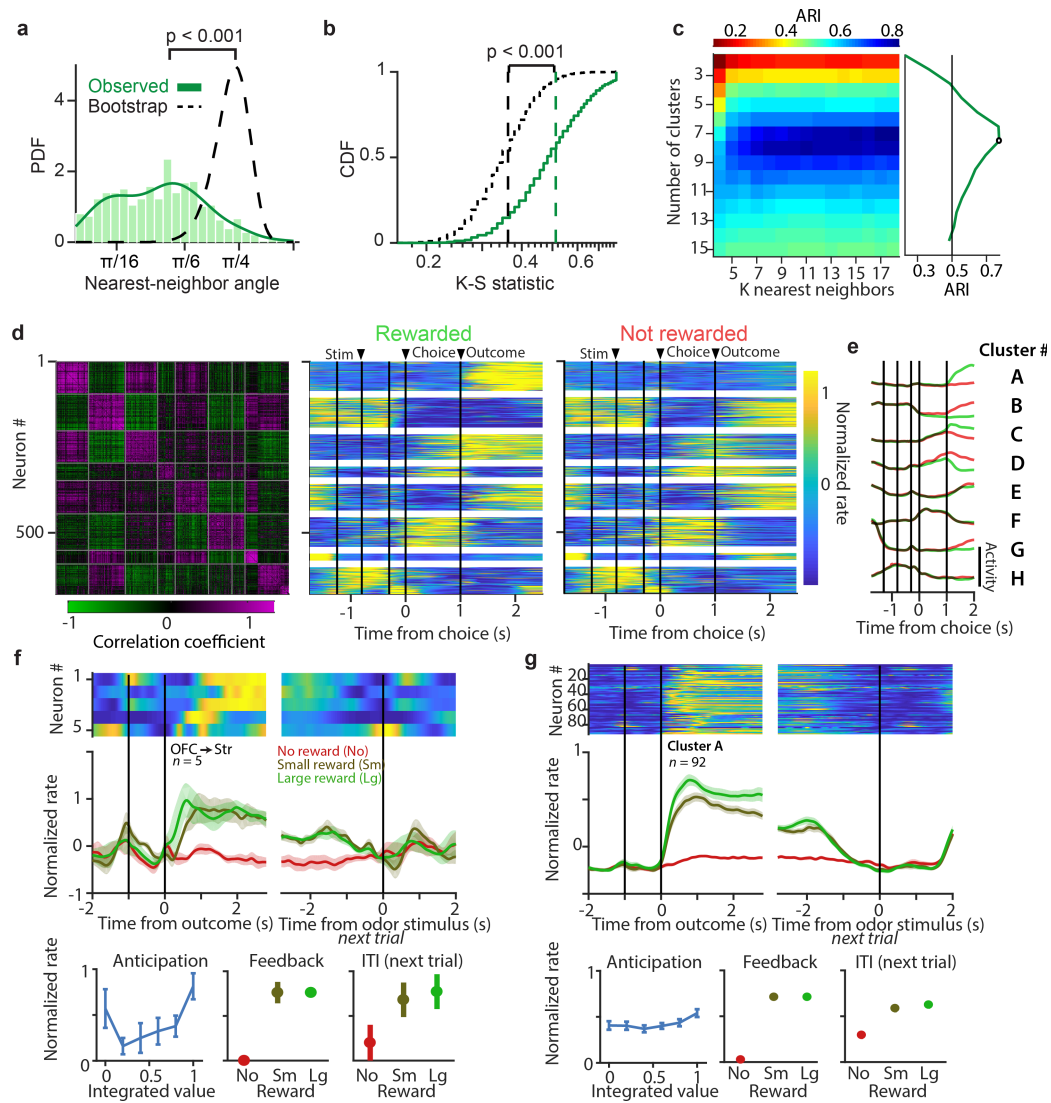 a
p < 0.001
Observed
Bootstrap
PDF
4
2
0
π/16
π/6
π/4
Nearest-neighbor angle
b
p < 0.001
CDF
1
0.5
0
0.2
0.4
0.6
K-S statistic
c
ARI
0.2
0.4
0.6
0.8
Number of clusters
3
5
7
9
11
13
15
5
7
9
11
13
15
17
K nearest neighbors
0.3
0.5
0.7
ARI
d
Rewarded
Not rewarded
Stim
Choice
Outcome
Stim
Choice
Outcome
Neuron #
1
500
-1
0
1
2
Time from choice (s)
-1
0
1
2
Time from choice (s)
1
0
Normalized rate
-1
1
Correlation coefficient
e
Cluster #
A
B
C
D
E
F
G
H
Activity
-1
0
1
2
Time from choice (s)
f
Neuron #
1
5
OFC→Str
n = 5
No reward (No)
Small reward (Sm)
Large reward (Lg)
Normalized rate
1
0
-1
-2
0
2
Time from outcome (s)
-2
0
2
Time from odor stimulus (s)
next trial
Normalized rate
1
0
Anticipation
0
0.5
1
Integrated value
Feedback
No
Sm
Lg
Reward
ITI (next trial)
No
Sm
Lg
Reward
g
Neuron #
20
40
60
80
Cluster A
n = 92
Normalized rate
1
0
-2
0
2
Time from outcome (s)
-2
0
2
Time from odor stimulus (s)
next trial
Normalized rate
1
0
Anticipation
0
0.5
1
Integrated value
Feedback
No
Sm
Lg
Reward
ITI (next trial)
No
Sm
Lg
Reward